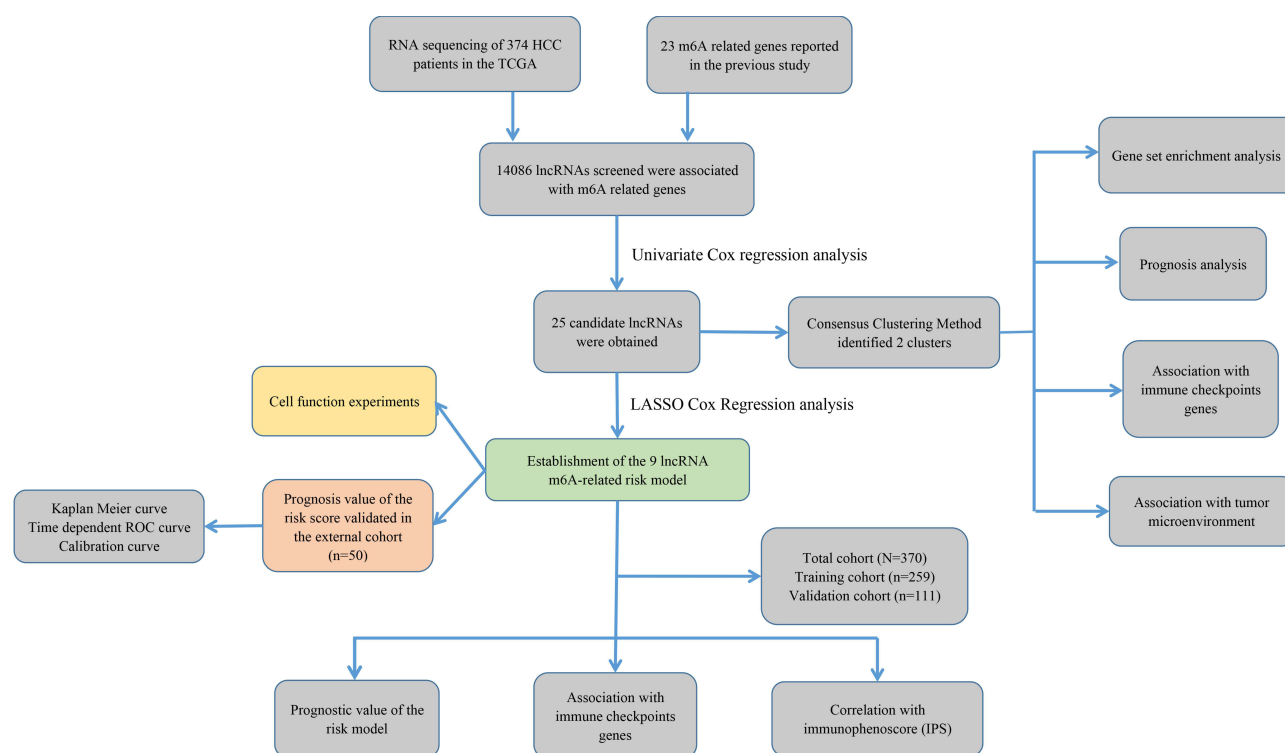 RNA sequencing of 374 HCC
patients in the TCGA
23 m6A related genes reported
in the previous study
14086 lncRNAs screened were associated
with m6A related genes
Univariate Cox regression analysis
25 candidate lncRNAs
were obtained
Consensus Clustering Method
identified 2 clusters
Gene set enrichment analysis
Prognosis analysis
Association with
immune checkpoints
genes
Association with tumor
microenvironment
LASSO Cox Regression analysis
Establishment of the 9 lncRNA
m6A-related risk model
Cell function experiments
Prognosis value of the
risk score validated in
the external cohort
(n=50)
Kaplan Meier curve
Time dependent ROC curve
Calibration curve
Total cohort (N=370)
Training cohort (n=259)
Validation cohort (n=111)
Prognostic value of the
risk model
Association with
immune checkpoints
genes
Correlation with
immunophenoscore (IPS)